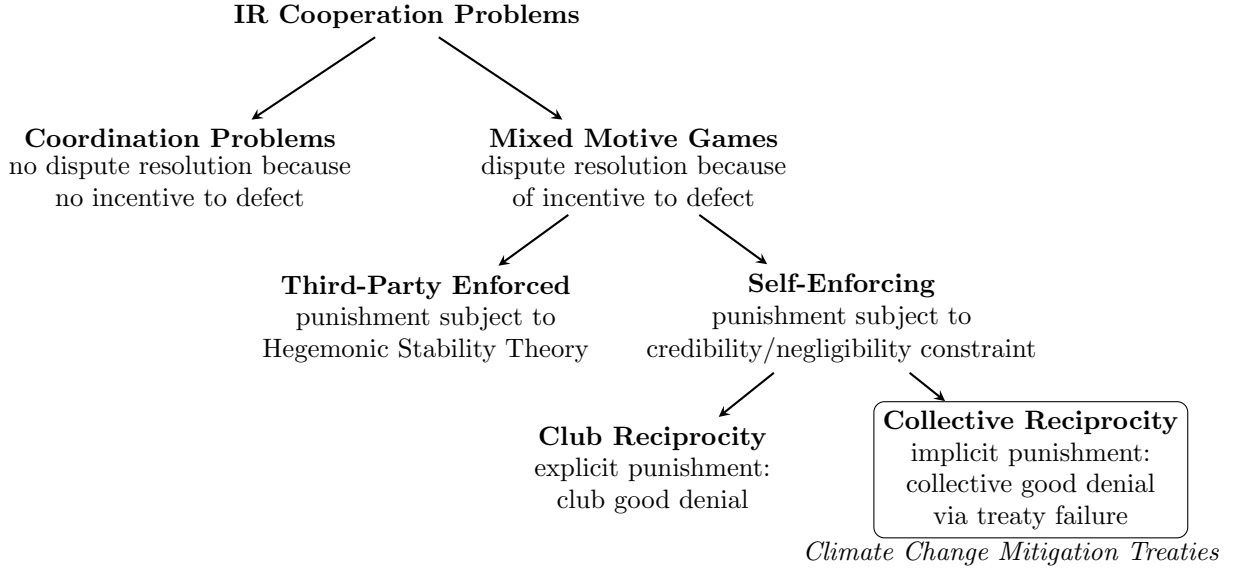 IR Cooperation Problems
Coordination Problems
no dispute resolution because
no incentive to defect
Mixed Motive Games
dispute resolution because
of incentive to defect
Third-Party Enforced
punishment subject to
Hegemonic Stability Theory
Self-Enforcing
punishment subject to
credibility/negligibility constraint
Club Reciprocity
explicit punishment:
club good denial
Collective Reciprocity
implicit punishment:
collective good denial
via treaty failure
Climate Change Mitigation Treaties